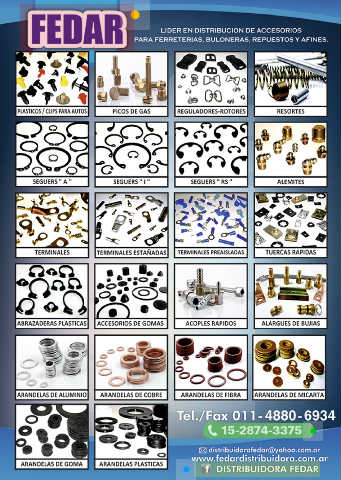 FEDAR
LIDER EN DISTRIBUCION DE ACCESORIOS
PARA FERRETERIAS, BULONERAS, REPUESTOS Y AFINES.
PLASTICOS / CLIPS PARA AUTOS
PICOS DE GAS
REGULADORES-ROTORES
RESORTES
SEGUERS " A "
SEGUERS " I "
SEGUERS " RS "
ALEMITES
TERMINALES
TERMINALES ESTAÑADAS
TERMINALES PREAISLADAS
TUERCAS RAPIDAS
ABRAZADERAS PLASTICAS
ACCESORIOS DE GOMAS
ACOPLES RAPIDOS
ALARGUES DE BUJIAS
ARANDELAS DE ALUMINIO
ARANDELAS DE COBRE
ARANDELAS DE FIBRA
ARANDELAS DE MICARTA
ARANDELAS DE GOMA
ARANDELAS PLASTICAS
Tel./Fax 011-4880-6934
15-2874-3375
distribuidorafedar@yahoo.com.ar
www.fedardistribuidora.com.ar
DISTRIBUIDORA FEDAR